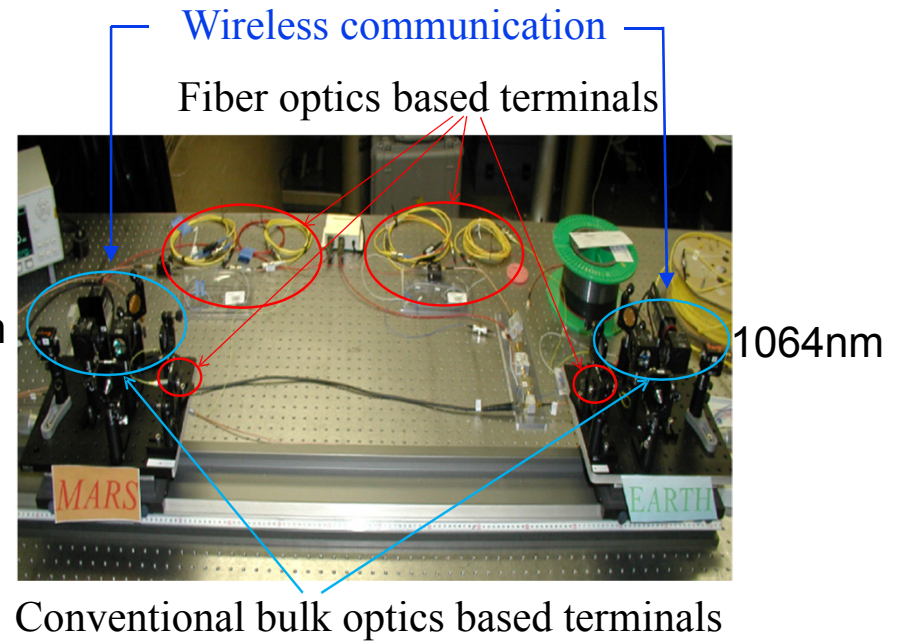 Wireless communication
Fiber optics based terminals
1064nm
MARS
EARTH
Conventional bulk optics based terminals